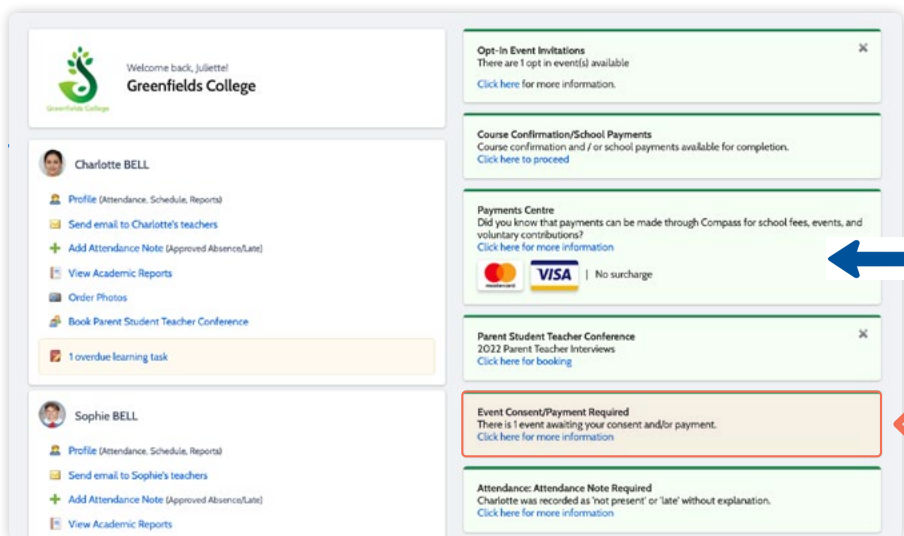 Welcome back, Juliette!
Greenfields College
Greenfields College
Charlotte BELL
Profile (Attendance, Schedule, Reports)
Send email to Charlotte's teachers
Add Attendance Note (Approved Absence/Late)
View Academic Reports
Order Photos
Book Parent Student Teacher Conference
1 overdue learning task
Sophie BELL
Profile (Attendance, Schedule, Reports)
Send email to Sophie's teachers
Add Attendance Note (Approved Absence/Late)
View Academic Reports
Opt-In Event Invitations
There are 1 opt in event(s) available
Click here for more information.
Course Confirmation/School Payments
Course confirmation and / or school payments available for completion.
Click here to proceed
Payments Centre
Did you know that payments can be made through Compass for school fees, events, and
voluntary contributions?
Click here for more information
mastercard VISA | No surcharge
Parent Student Teacher Conference
2022 Parent Teacher Interviews
Click here for booking
Event Consent/Payment Required
There is 1 event awaiting your consent and/or payment.
Click here for more information
Attendance: Attendance Note Required
Charlotte was recorded as 'not present' or 'late' without explanation.
Click here for more information